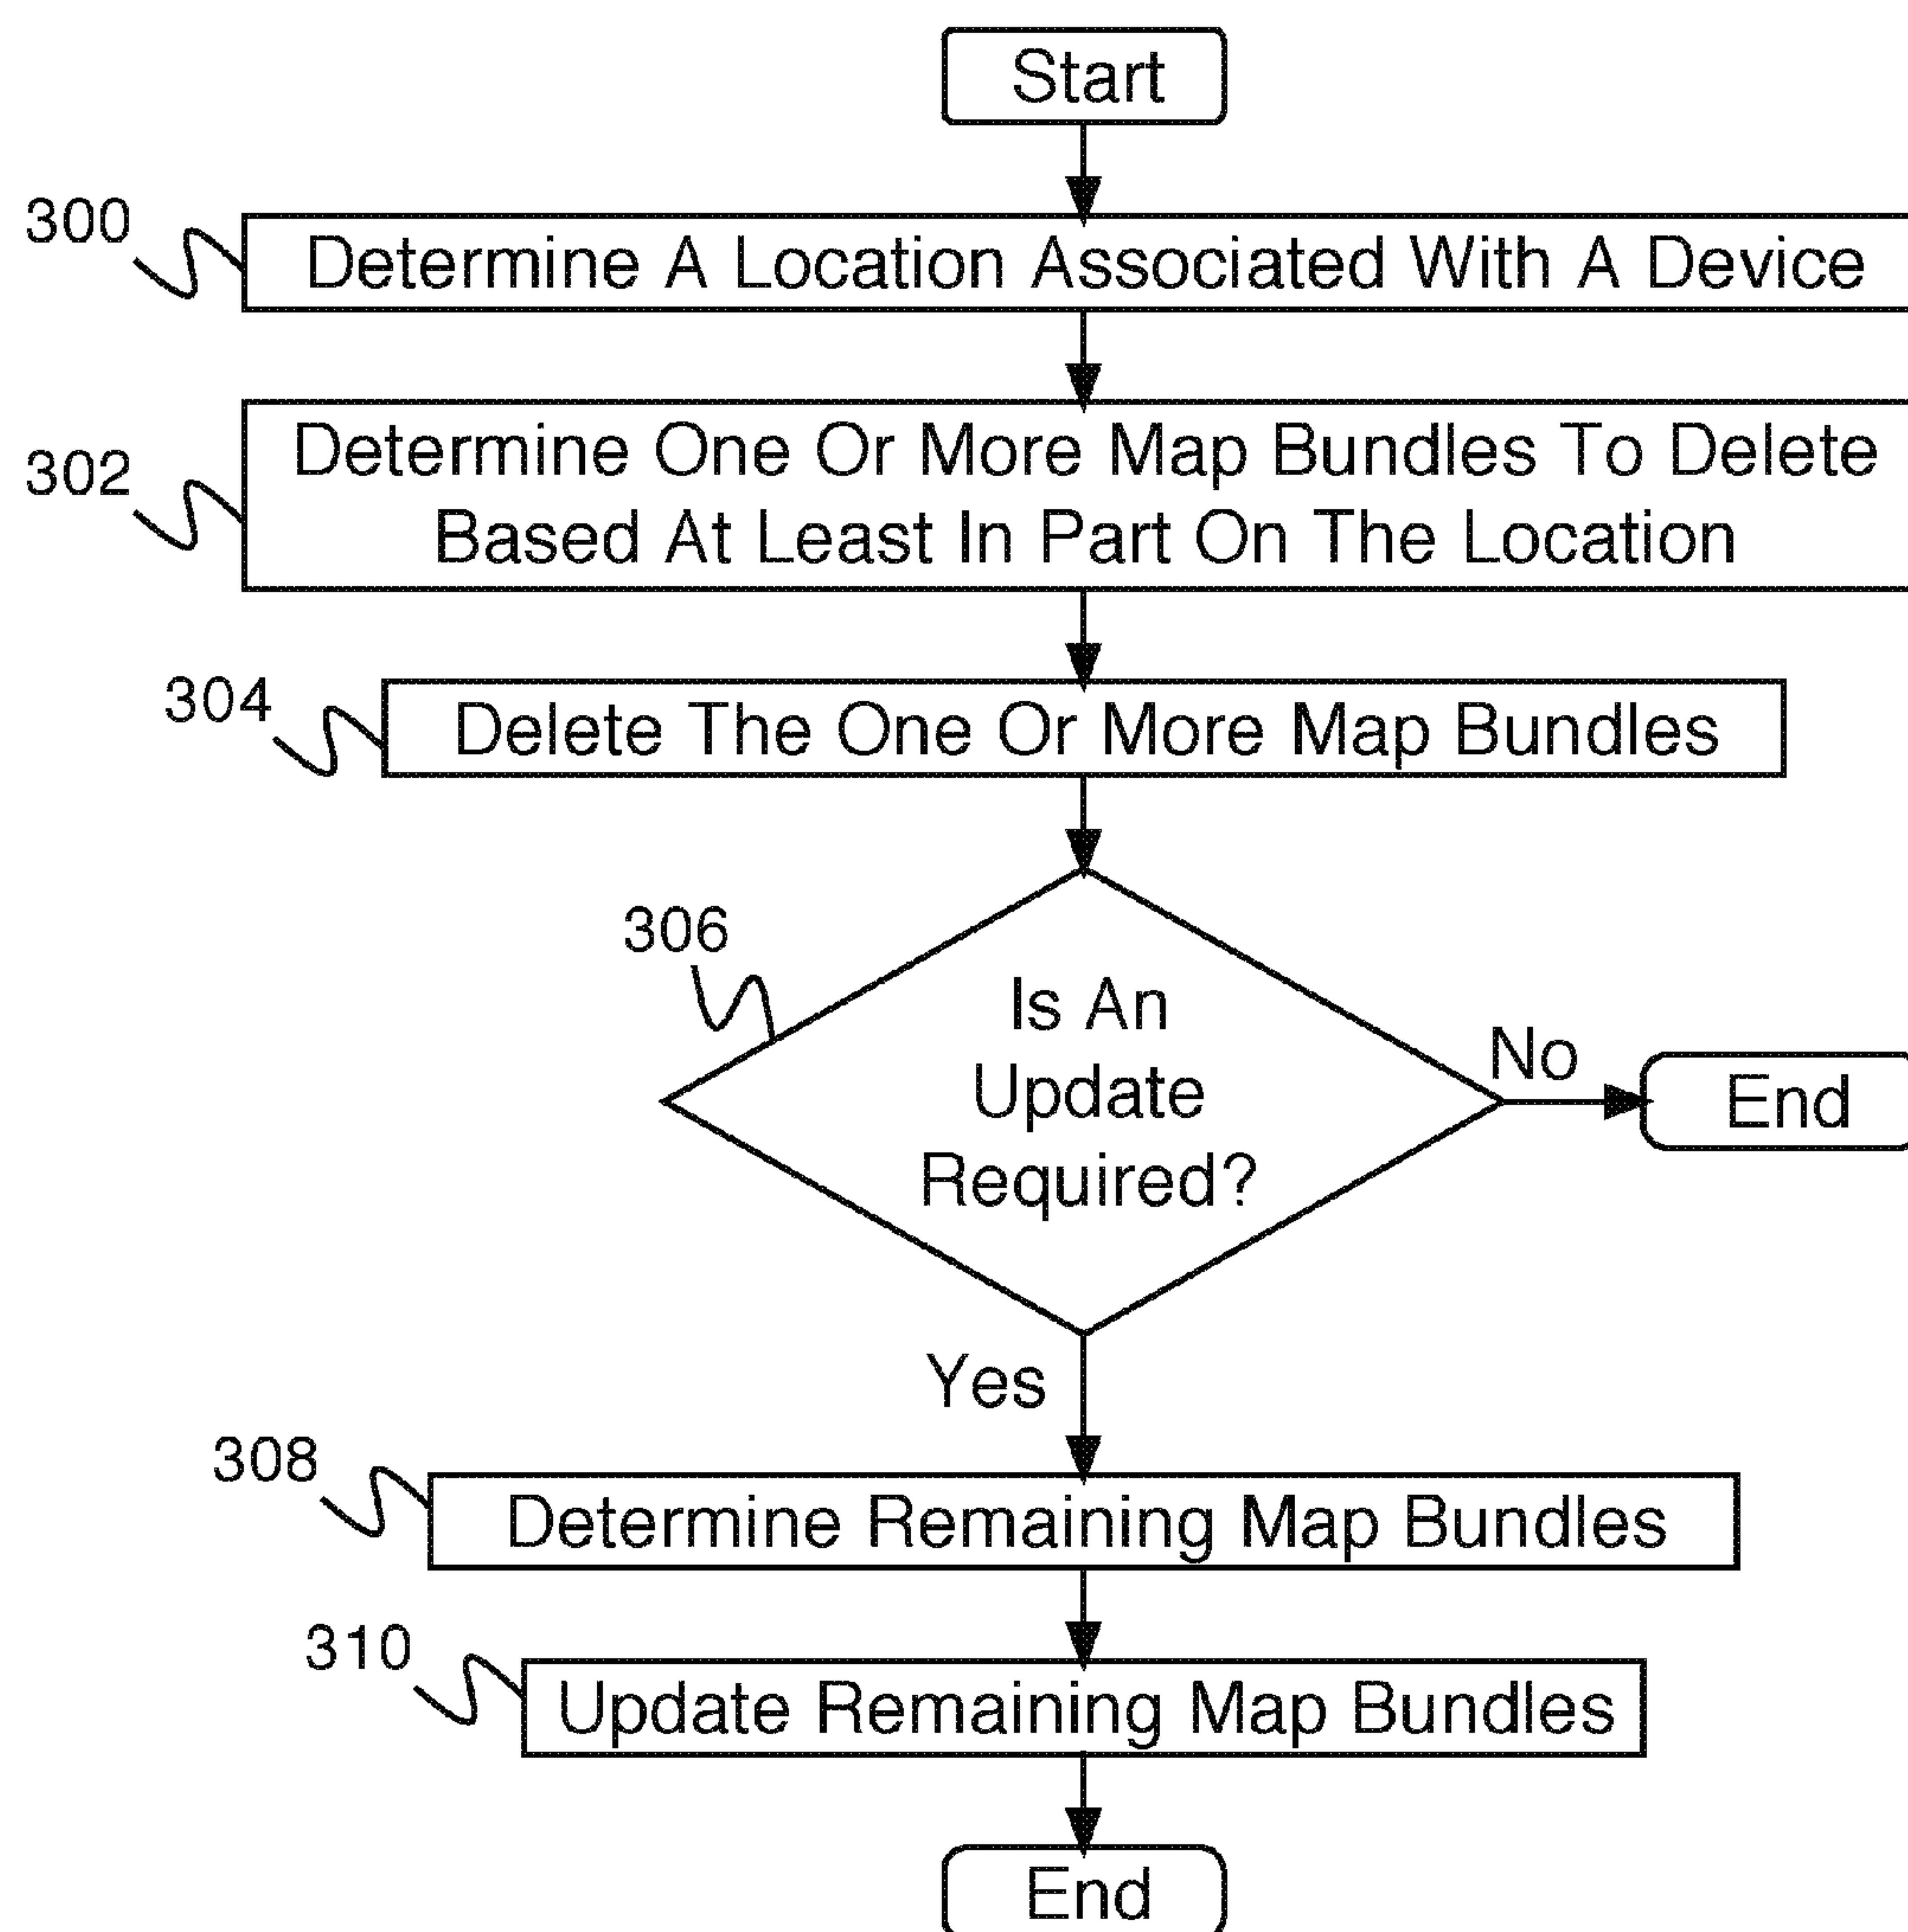 Start
300
Determine A Location Associated With A Device
302
Determine One Or More Map Bundles To Delete
Based At Least In Part On The Location
304
Delete The One Or More Map Bundles
306
Is An
Update
Required?
No
End
Yes
308
Determine Remaining Map Bundles
310
Update Remaining Map Bundles
End